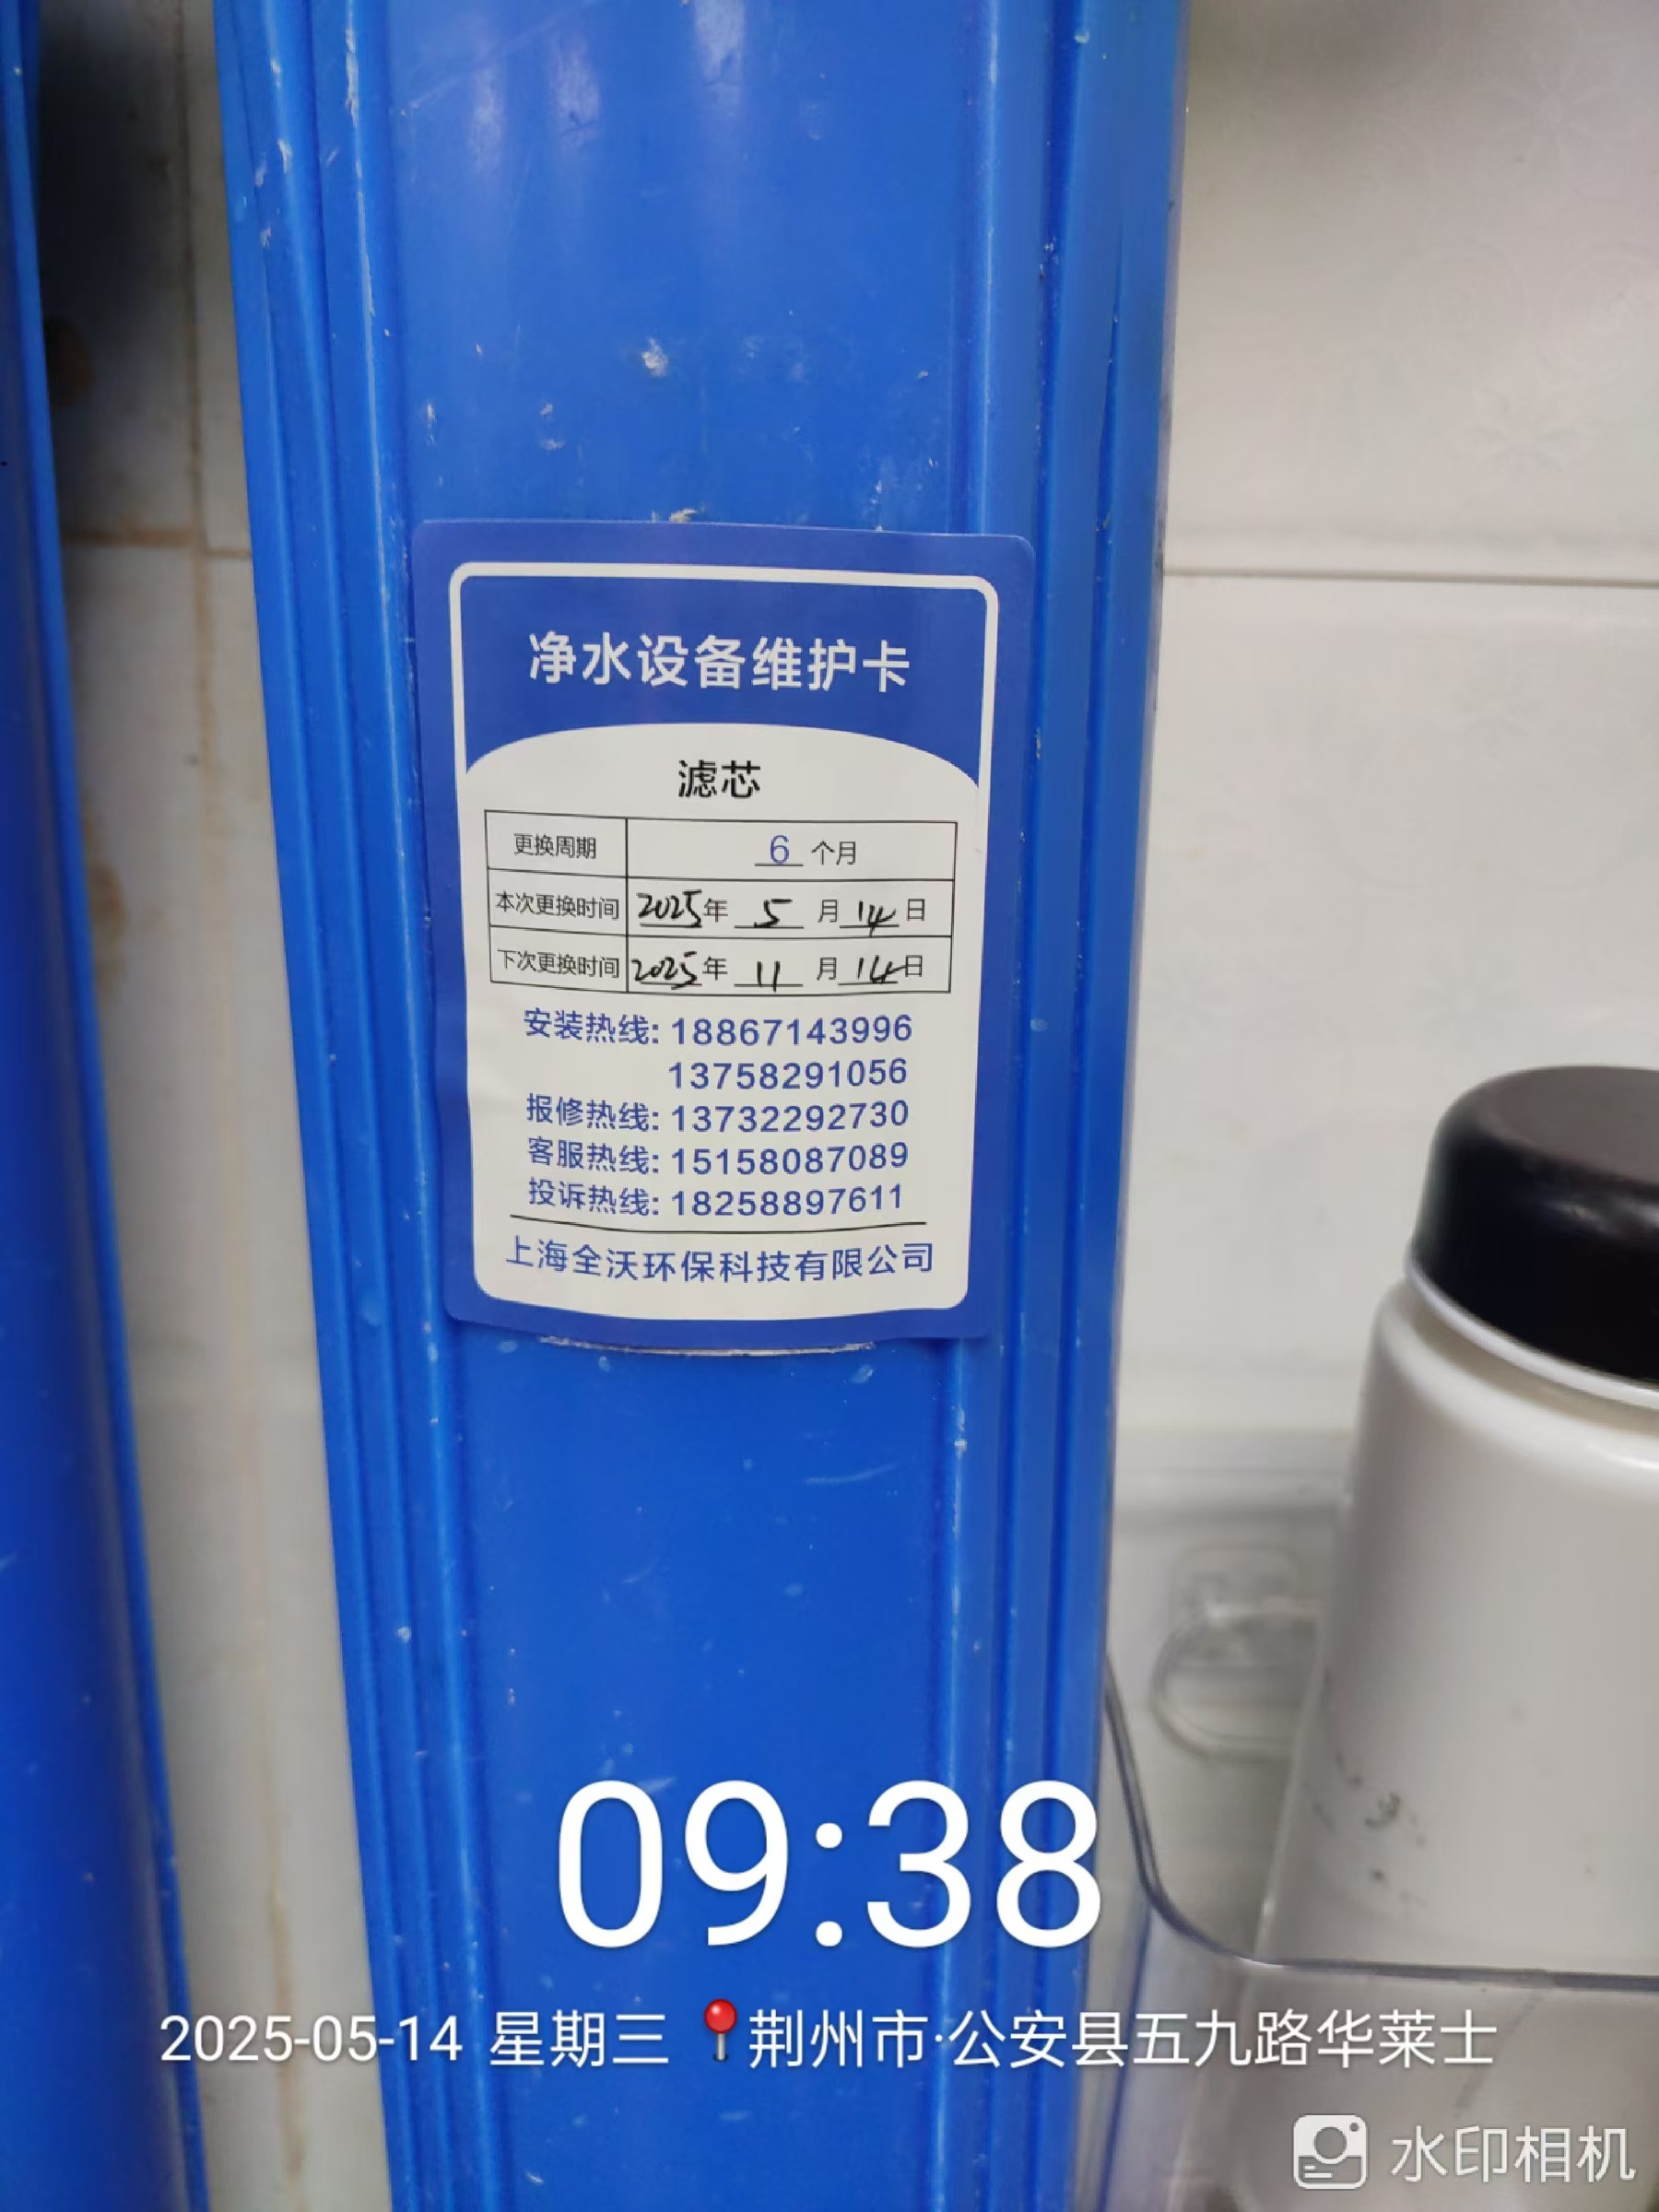 净水设备维护卡
滤芯
更换周期 6 个月
本次更换时间 2025年 5 月 14 日
下次更换时间 2025年 11 月 14 日
安装热线: 18867143996
13758291056
报修热线: 13732292730
客服热线: 15158087089
投诉热线: 18258897611
上海全沃环保科技有限公司
09:38
2025-05-14 星期三 荆州市·公安县五九路华莱士
水印相机